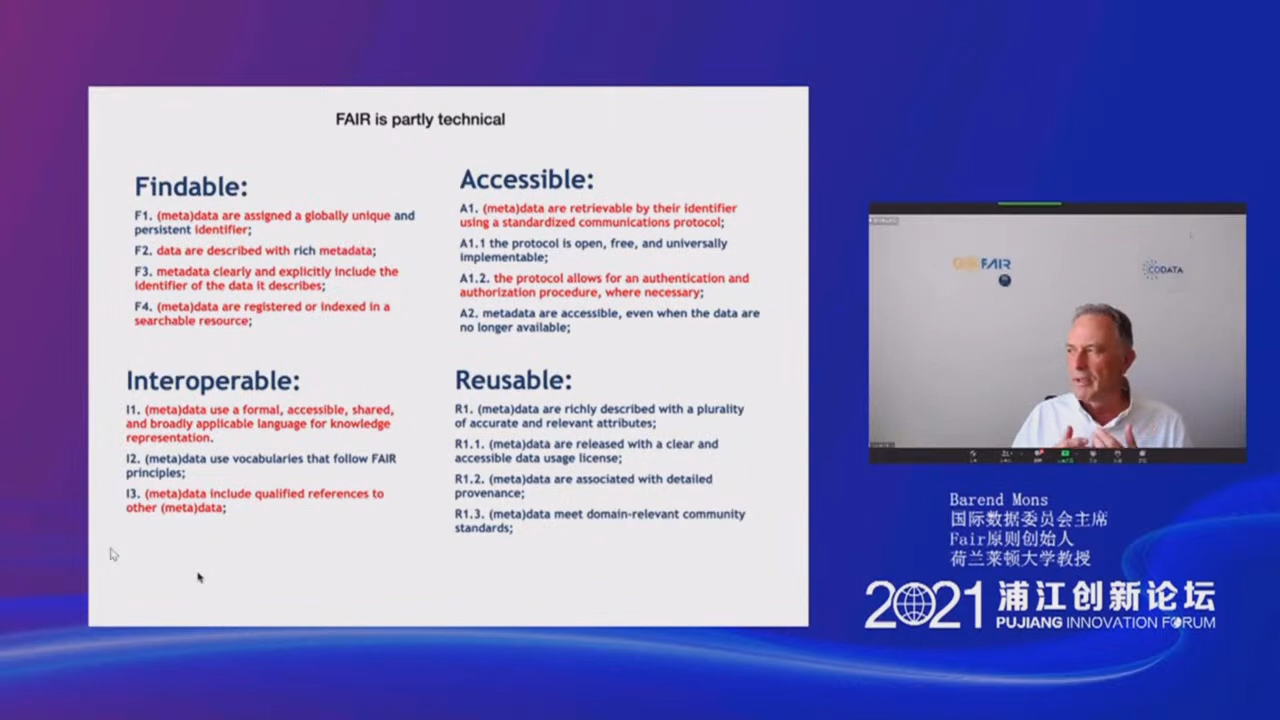 FAIR is partly technical
Findable:
F1. (meta)data are assigned a globally unique and
persistent identifier;
F2. data are described with rich metadata;
F3. metadata clearly and explicitly include the
identifier of the data it describes;
F4. (meta)data are registered or indexed in a
searchable resource;
Accessible:
A1. (meta)data are retrievable by their identifier
using a standardized communications protocol;
A1.1 the protocol is open, free, and universally
implementable;
A1.2. the protocol allows for an authentication and
authorization procedure, where necessary;
A2. metadata are accessible, even when the data are
no longer available;
Interoperable:
I1. (meta)data use a formal, accessible, shared,
and broadly applicable language for knowledge
representation.
I2. (meta)data use vocabularies that follow FAIR
principles;
I3. (meta)data include qualified references to
other (meta)data;
Reusable:
R1. (meta)data are richly described with a plurality
of accurate and relevant attributes;
R1.1. (meta)data are released with a clear and
accessible data usage license;
R1.2. (meta)data are associated with detailed
provenance;
R1.3. (meta)data meet domain-relevant community
standards;
FAIR
CODATA
Barend Mons
国际数据委员会主席
Fair原则创始人
荷兰莱顿大学教授
2021 浦江创新论坛
PUJIANG INNOVATION FORUM